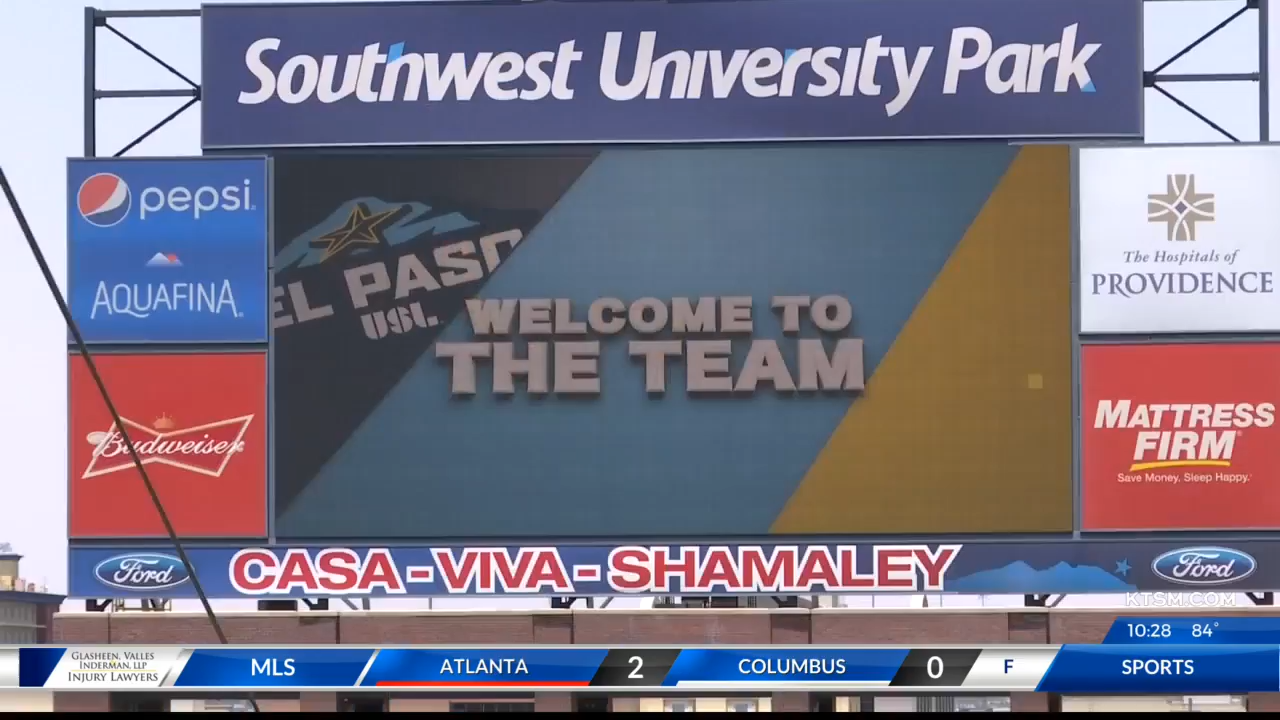 Southwest University Park
pepsi
AQUAFINA
Budweiser
EL PASO
USL
WELCOME TO
THE TEAM
The Hospitals of
PROVIDENCE
MATTRESS
FIRM
Save Money. Sleep Happy.
Ford
CASA-VIVA-SHAMALEY
Ford
KTSM.COM
10:28 84°
GLASHEEN, VALLES
INDERMAN, LLP
INJURY LAWYERS
MLS ATLANTA 2 COLUMBUS 0 F SPORTS